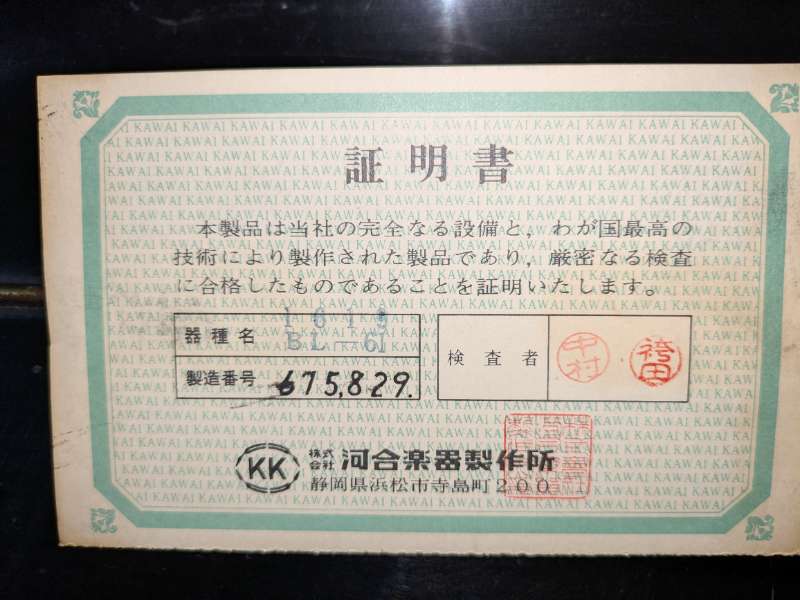 証明書
本製品は当社の完全なる設備と，わが国最高の
技術により製作された製品であり，厳密なる検査
に合格したものであることを証明いたします。
器種名 BL-61
製造番号 675,829.
検査者 中村 袴田
KK 株式会社 河合楽器製作所
静岡県浜松市寺島町200